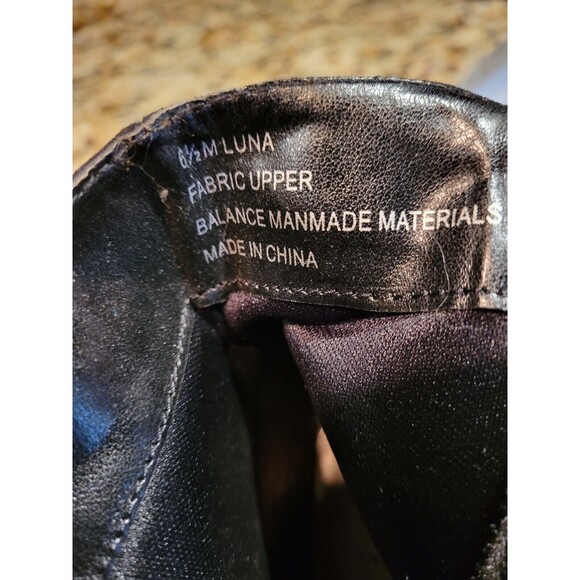 6½ M LUNA
FABRIC UPPER
BALANCE MANMADE MATERIALS
MADE IN CHINA